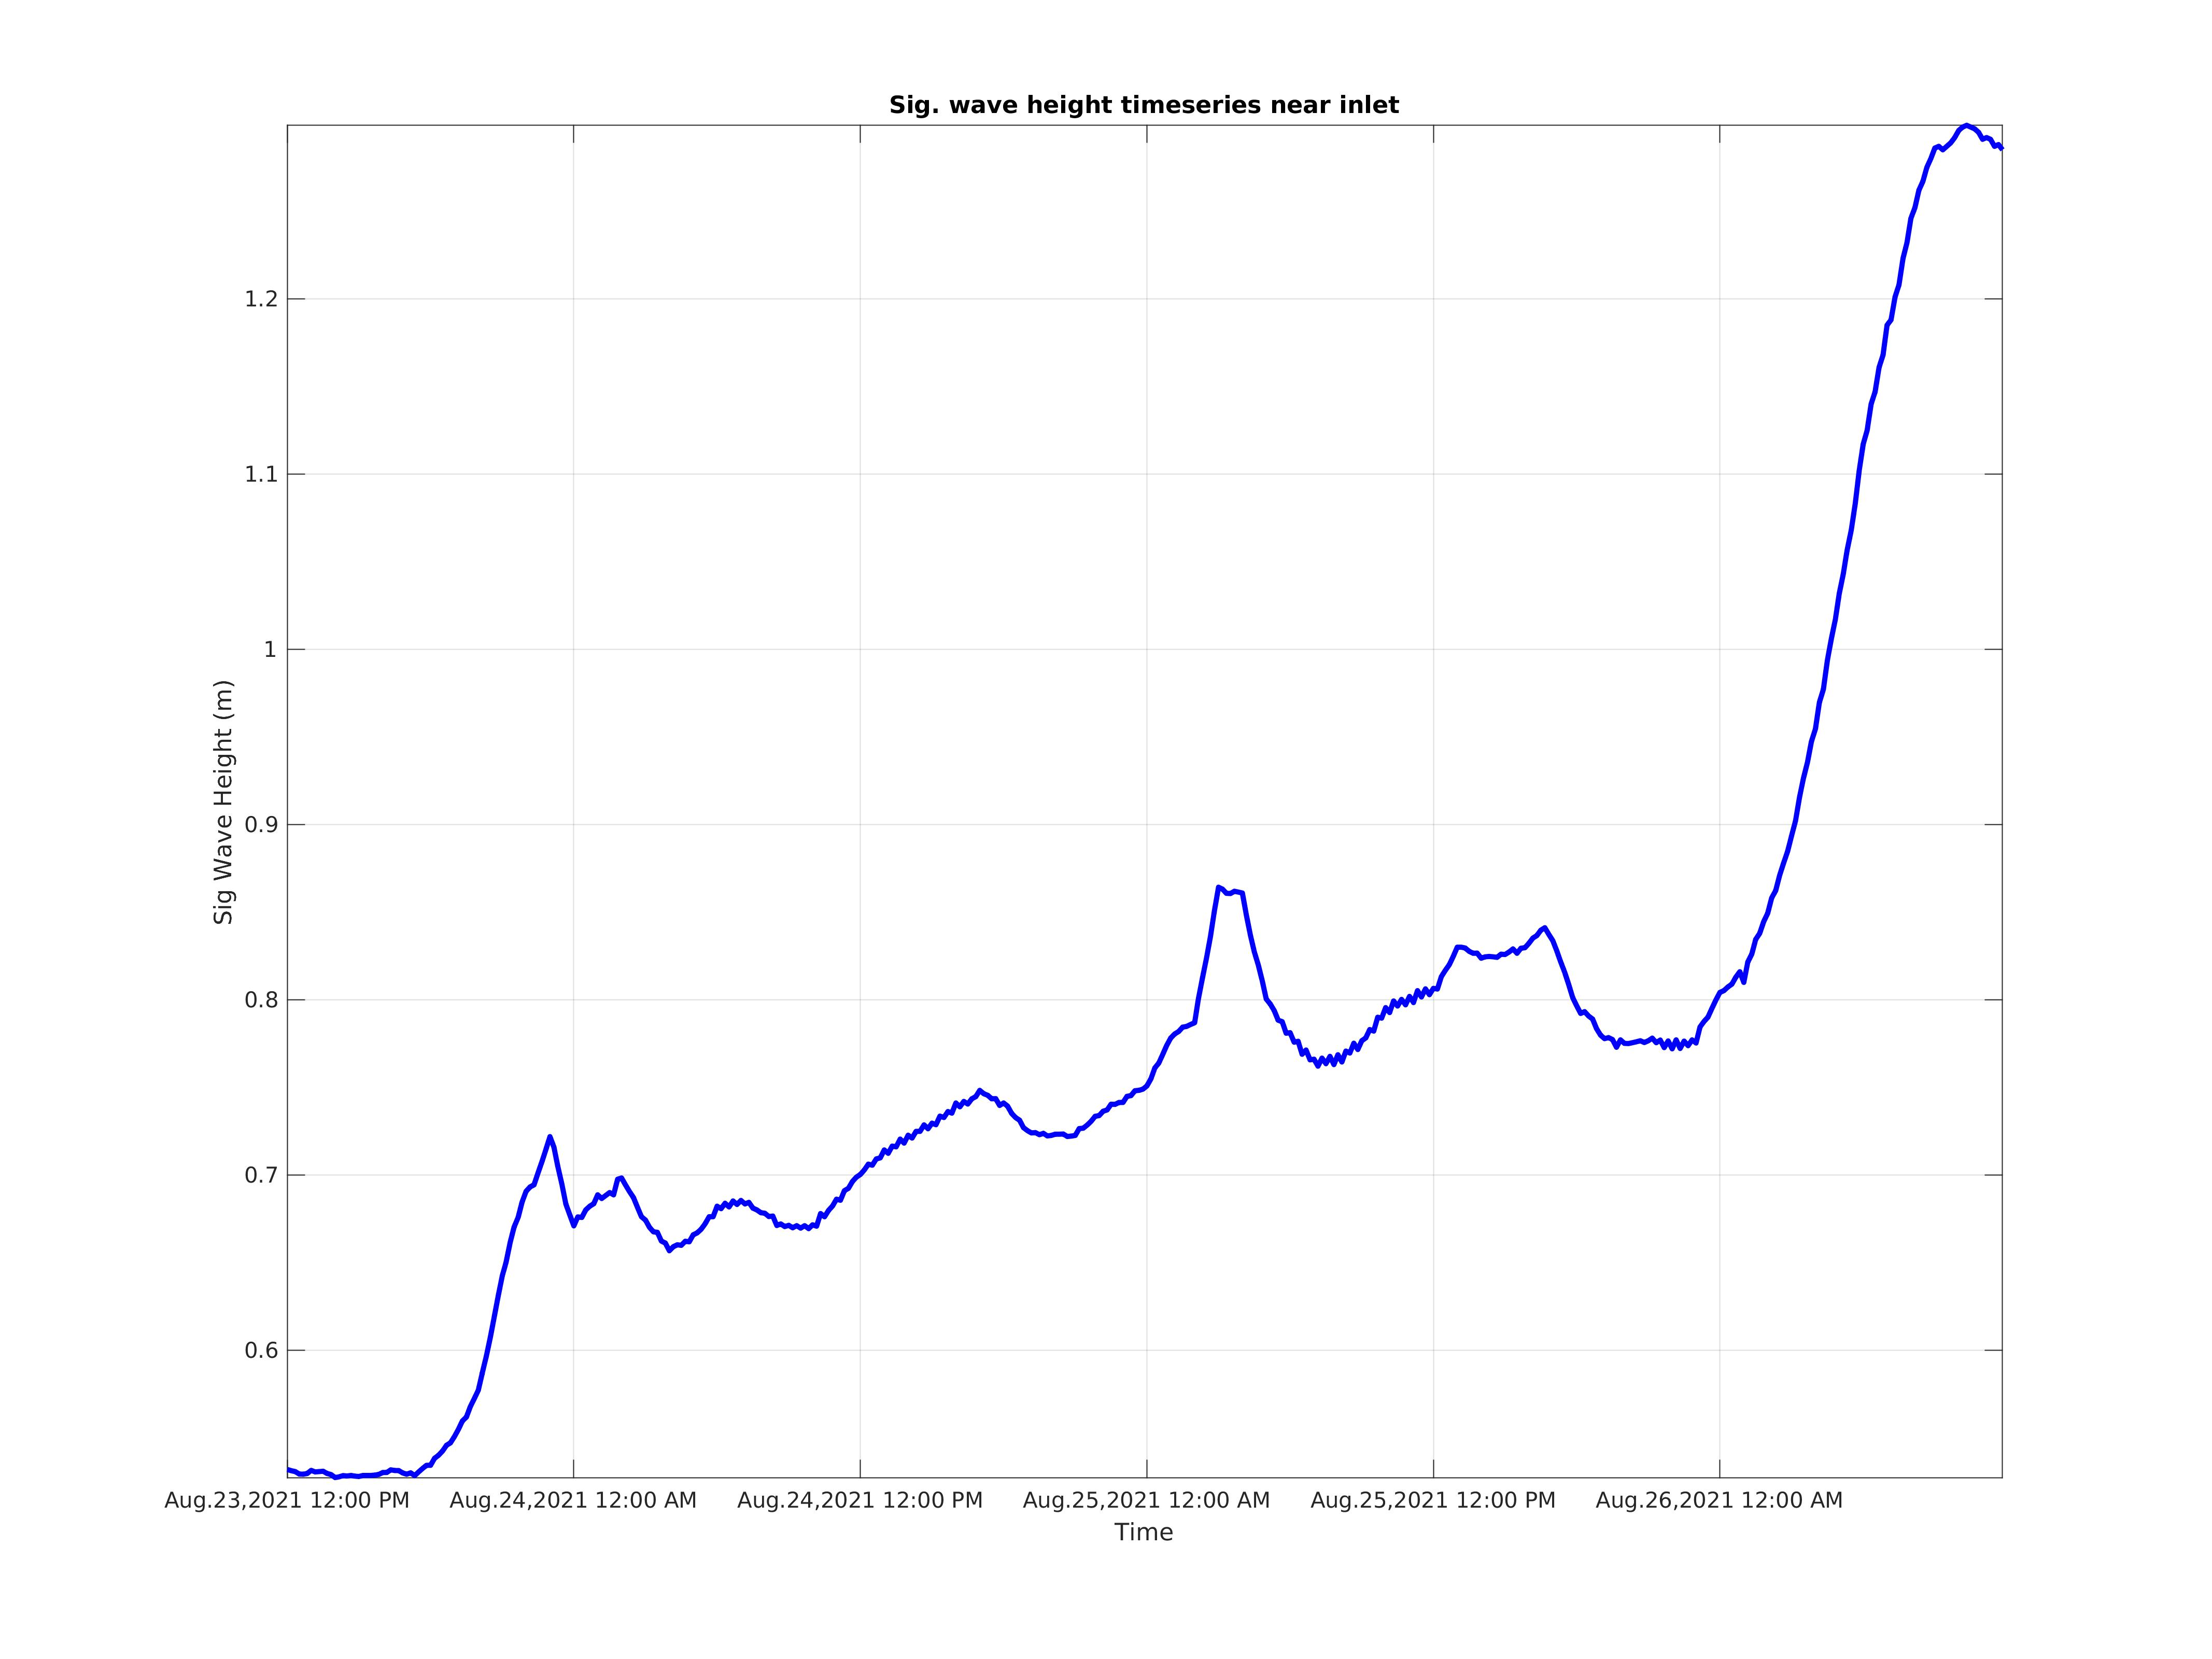 Sig. wave height timeseries near inlet
Sig Wave Height (m)
1.2
1.1
1
0.9
0.8
0.7
0.6
Aug.23,2021 12:00 PM Aug.24,2021 12:00 AM Aug.24,2021 12:00 PM Aug.25,2021 12:00 AM Aug.25,2021 12:00 PM Aug.26,2021 12:00 AM
Time